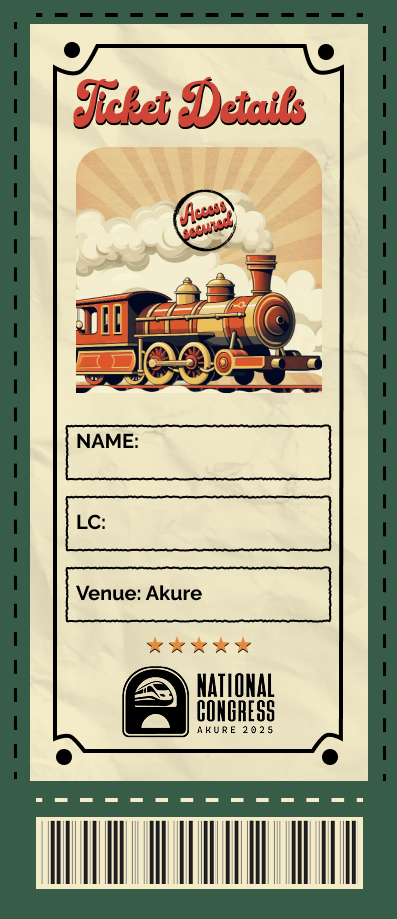 Ticket Details
Access
secured
NAME:
LC:
Venue: Akure
NATIONAL
CONGRESS
AKURE 2025